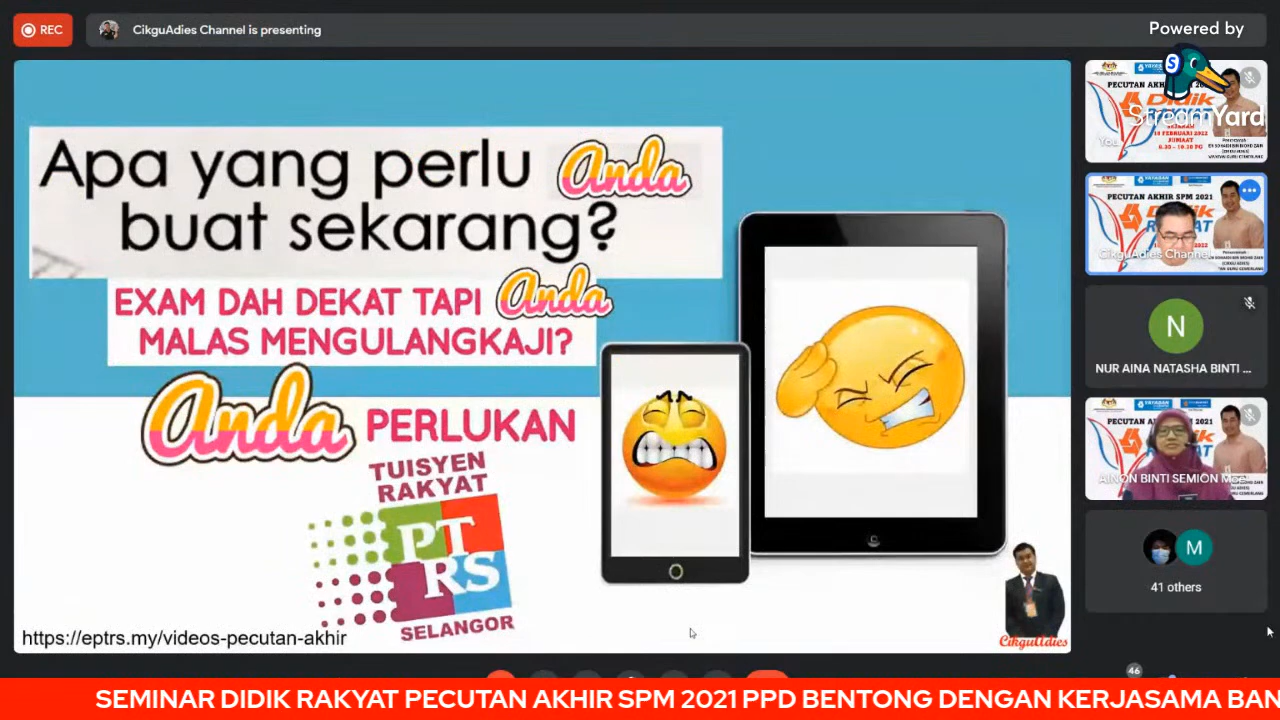 REC
CikguAdies Channel is presenting
Powered by
StreamYard
Apa yang perlu Anda
buat sekarang?
EXAM DAH DEKAT TAPI Anda
MALAS MENGULANGKAJI?
Anda PERLUKAN
TUISYEN
RAKYAT
PT
RS
SELANGOR
https://eptrs.my/videos-pecutan-akhir
CikguAdies
You
PECUTAN AKHIR SPM 2021
CikguAdies Channel
N
NUR AINA NATASHA BINTI ...
AINON BINTI SEMION
M
41 others
46
SEMINAR DIDIK RAKYAT PECUTAN AKHIR SPM 2021 PPD BENTONG DENGAN KERJASAMA BAN